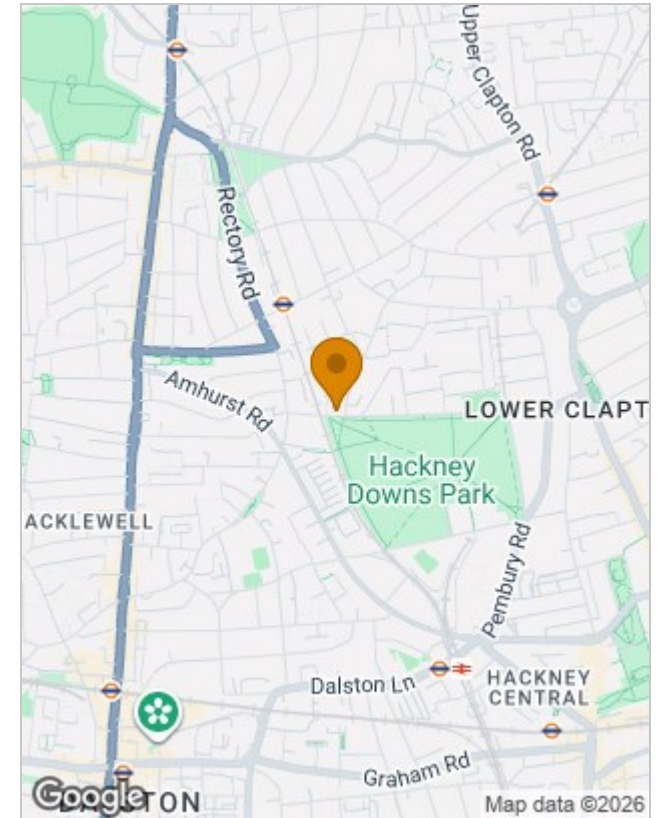 Upper Clapton Rd
Rectory Rd
Amhurst Rd
LOWER CLAPT
Hackney
Downs Park
ACKLEWELL
Pembury Rd
Dalston Ln
HACKNEY
CENTRAL
Graham Rd
Google
STON
Map data ©2026